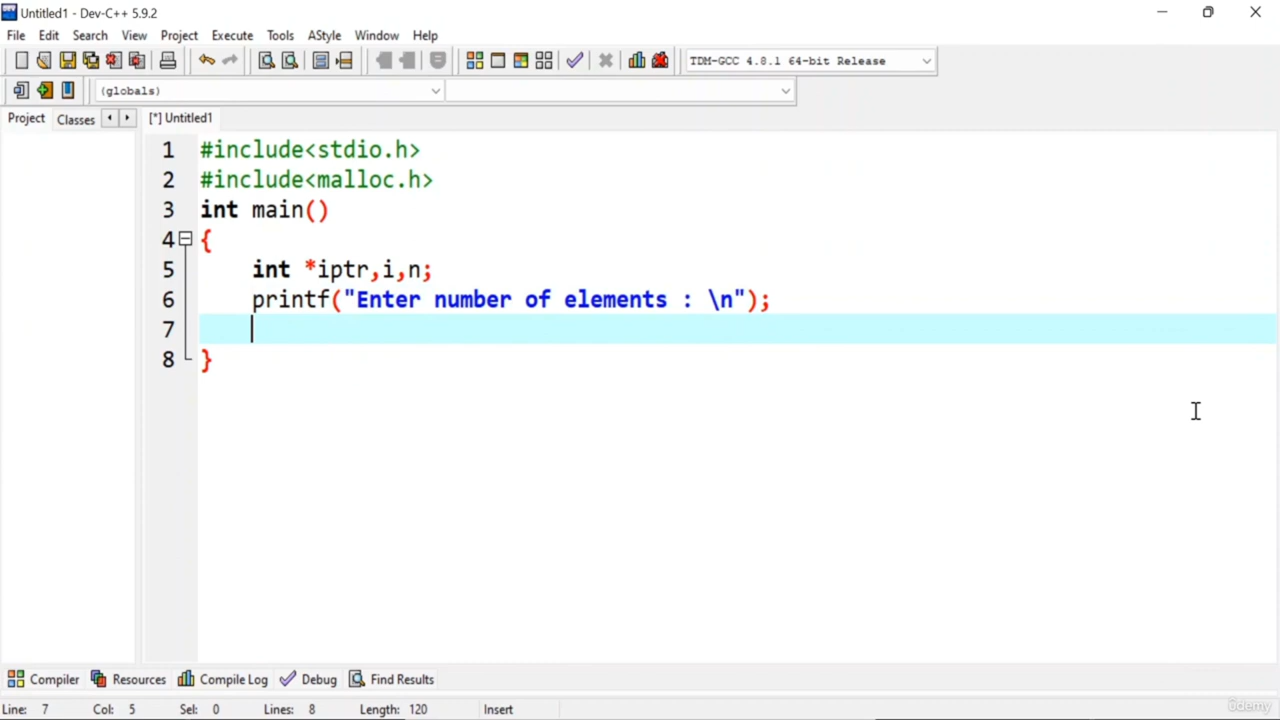 Untitled1 - Dev-C++ 5.9.2
File Edit Search View Project Execute Tools AStyle Window Help
TDM-GCC 4.8.1 64-bit Release
(globals)
Project Classes [*] Untitled1
1 #include<stdio.h>
2 #include<malloc.h>
3 int main()
4 {
5 int *iptr,i,n;
6 printf("Enter number of elements : \n");
7
8 }
Compiler Resources Compile Log Debug Find Results
Line: 7 Col: 5 Sel: 0 Lines: 8 Length: 120 Insert
ûdemy